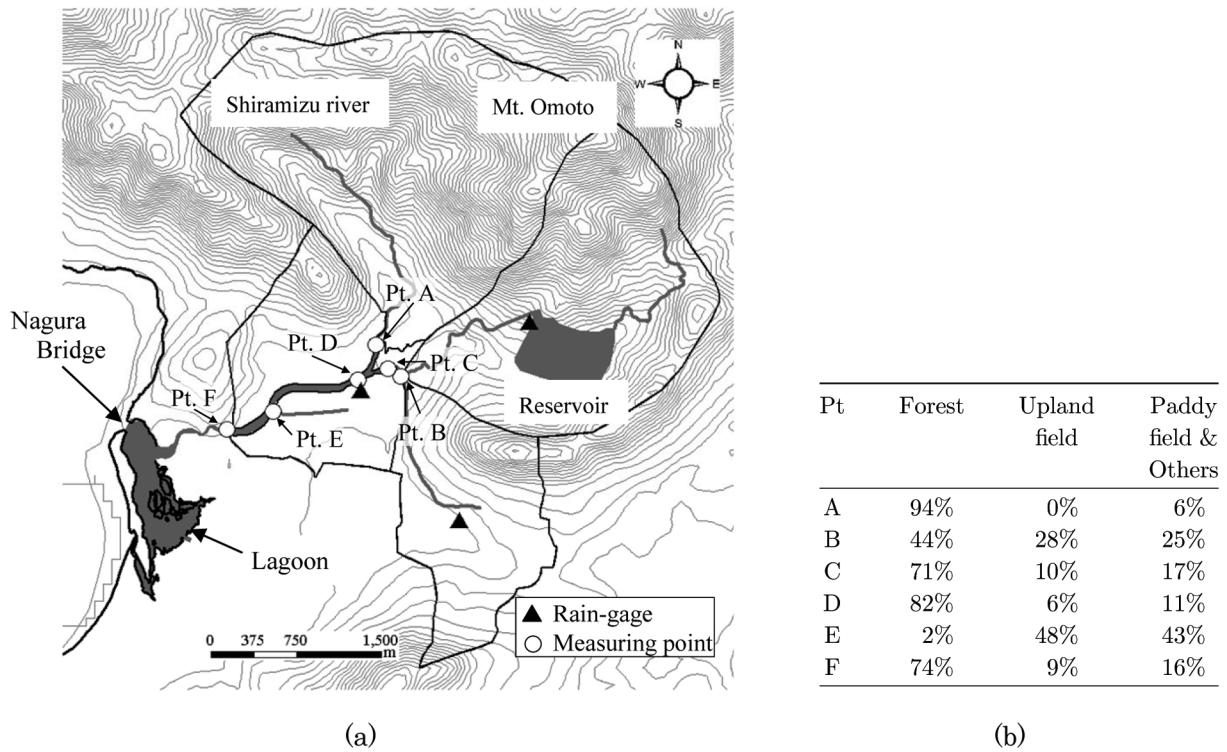 N
W E
S
Shiramizu river
Mt. Omoto
Pt. A
Nagura
Bridge
Pt. D
Pt. C
Pt. F
Reservoir
Pt. E
Pt. B
Lagoon
Rain-gage
Measuring point
0 375 750 1,500
m
(a)
Pt Forest Upland Paddy
field field &
Others
A 94% 0% 6%
B 44% 28% 25%
C 71% 10% 17%
D 82% 6% 11%
E 2% 48% 43%
F 74% 9% 16%
(b)